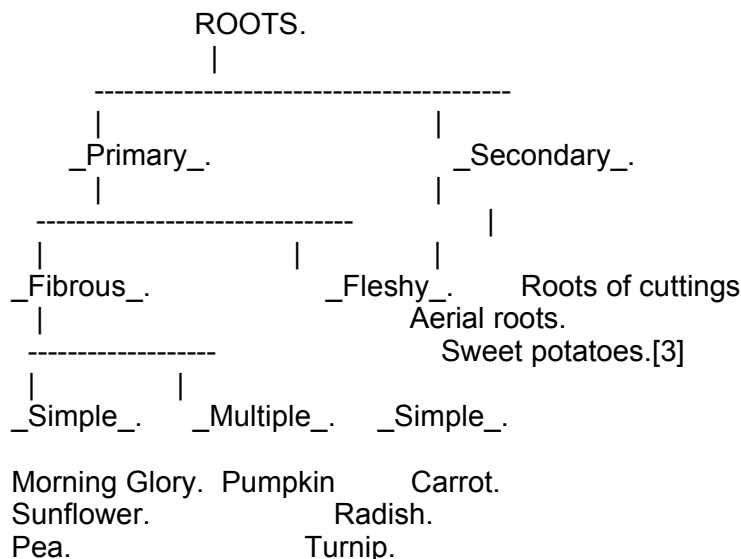 ROOTS.
|
------------------------------------------
| |
_Primary_. _Secondary_.
| |
-------------------------------- |
| | |
_Fibrous_. _Fleshy_. Roots of cuttings
| Aerial roots.
------------------- Sweet potatoes.[3]
| |
_Simple_. _Multiple_. _Simple_.
Morning Glory. Pumpkin Carrot.
Sunflower. Radish.
Pea. Turnip.